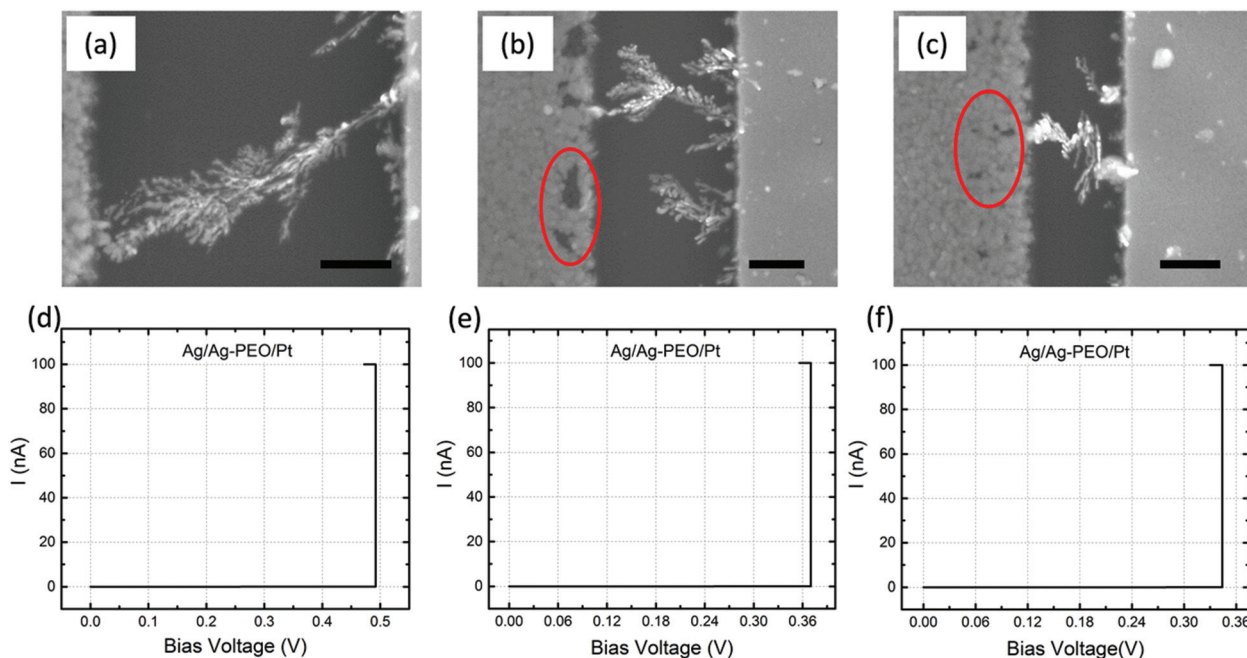 (a)
(b)
(c)
(d)
Ag/Ag-PEO/Pt
100
80
60
40
20
0
I (nA)
0.0 0.1 0.2 0.3 0.4 0.5
Bias Voltage (V)
(e)
Ag/Ag-PEO/Pt
100
80
60
40
20
0
I (nA)
0.00 0.06 0.12 0.18 0.24 0.30 0.36
Bias Voltage (V)
(f)
Ag/Ag-PEO/Pt
100
80
60
40
20
0
I (nA)
0.00 0.06 0.12 0.18 0.24 0.30 0.36
Bias Voltage(V)